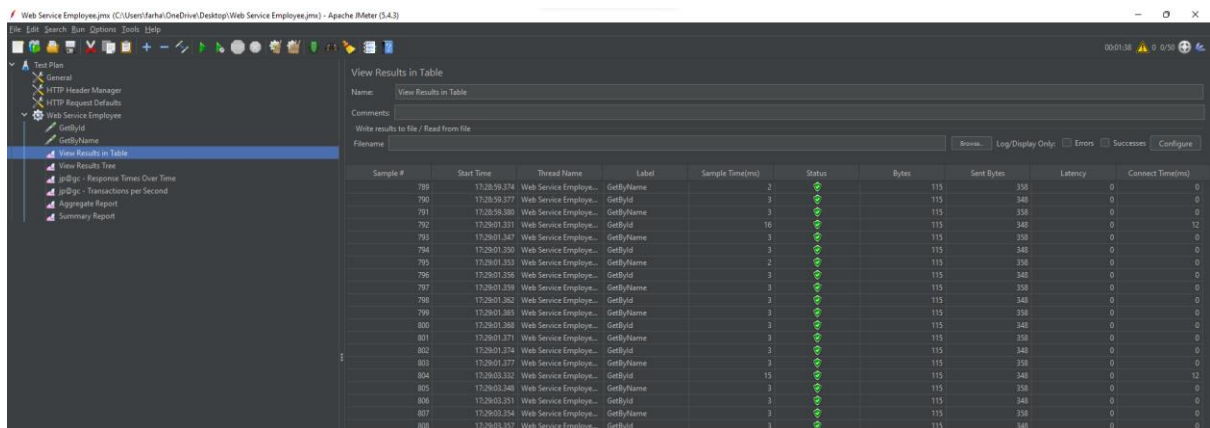 Web Service Employee.jmx (C:\Users\farha\OneDrive\Desktop\Web Service Employee.jmx) - Apache JMeter (5.4.3)
File Edit Search Run Options Tools Help
00:01:38 0 0/50
Test Plan
General
HTTP Header Manager
HTTP Request Defaults
Web Service Employee
GetById
GetByName
View Results in Table
View Results Tree
jp@gc - Response Times Over Time
jp@gc - Transactions per Second
Aggregate Report
Summary Report
View Results in Table
Name: View Results in Table
Comments:
Write results to file / Read from file
Filename Browse... Log/Display Only: Errors Successes Configure
Sample # Start Time Thread Name Label Sample Time(ms) Status Bytes Sent Bytes Latency Connect Time(ms)
789 17:28:59.374 Web Service Employe... GetByName 2 115 358 0 0
790 17:28:59.377 Web Service Employe... GetById 3 115 348 0 0
791 17:28:59.380 Web Service Employe... GetByName 3 115 358 0 0
792 17:29:01.331 Web Service Employe... GetById 16 115 348 0 12
793 17:29:01.347 Web Service Employe... GetByName 3 115 358 0 0
794 17:29:01.350 Web Service Employe... GetById 3 115 348 0 0
795 17:29:01.353 Web Service Employe... GetByName 2 115 358 0 0
796 17:29:01.356 Web Service Employe... GetById 3 115 348 0 0
797 17:29:01.359 Web Service Employe... GetByName 3 115 358 0 0
798 17:29:01.362 Web Service Employe... GetById 3 115 348 0 0
799 17:29:01.365 Web Service Employe... GetByName 3 115 358 0 0
800 17:29:01.368 Web Service Employe... GetById 3 115 348 0 0
801 17:29:01.371 Web Service Employe... GetByName 3 115 358 0 0
802 17:29:01.374 Web Service Employe... GetById 3 115 348 0 0
803 17:29:01.377 Web Service Employe... GetByName 3 115 358 0 0
804 17:29:03.332 Web Service Employe... GetById 15 115 348 0 12
805 17:29:03.348 Web Service Employe... GetByName 3 115 358 0 0
806 17:29:03.351 Web Service Employe... GetById 3 115 348 0 0
807 17:29:03.354 Web Service Employe... GetByName 3 115 358 0 0
808 17:29:03.357 Web Service Employe... GetById 3 115 348 0 0